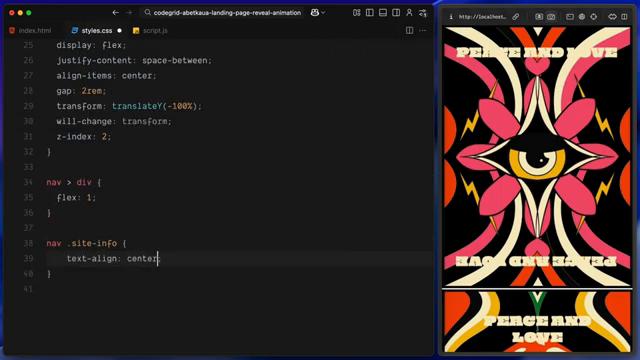 codegrid-abetkaua-landing-page-reveal-animation
index.html
styles.css
script.js
25 display: flex;
26 justify-content: space-between;
27 align-items: center;
28 gap: 2rem;
29 transform: translateY(-100%);
30 will-change: transform;
31 z-index: 2;
32 }
33
34 nav > div {
35 flex: 1;
36 }
37
38 nav .site-info {
39 text-align: center;
40 }
41
http://localhost:
PEACE AND LOVE
PEACE AND LOVE
PEACE AND
LOVE